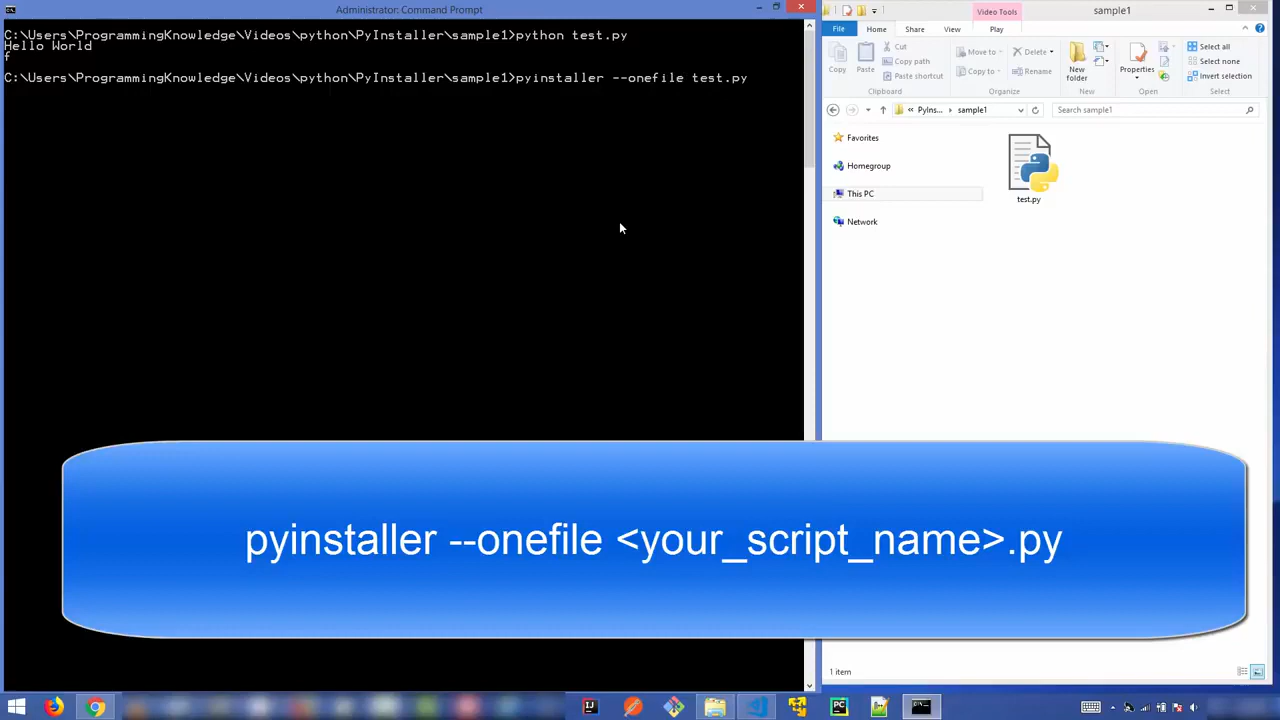 Administrator: Command Prompt
C:\Users\ProgrammingKnowledge\Videos\python\PyInstaller\sample1>python test.py
Hello World
f
C:\Users\ProgrammingKnowledge\Videos\python\PyInstaller\sample1>pyinstaller --onefile test.py
Video Tools
sample1
File
Home
Share
View
Play
Copy
Paste
Cut
Copy path
Paste shortcut
Clipboard
Move to
Copy to
Delete
Rename
Organize
New folder
New
Properties
Open
Select all
Select none
Invert selection
Select
« PyIns...
sample1
Search sample1
Favorites
Homegroup
This PC
Network
test.py
pyinstaller --onefile <your_script_name>.py
1 item